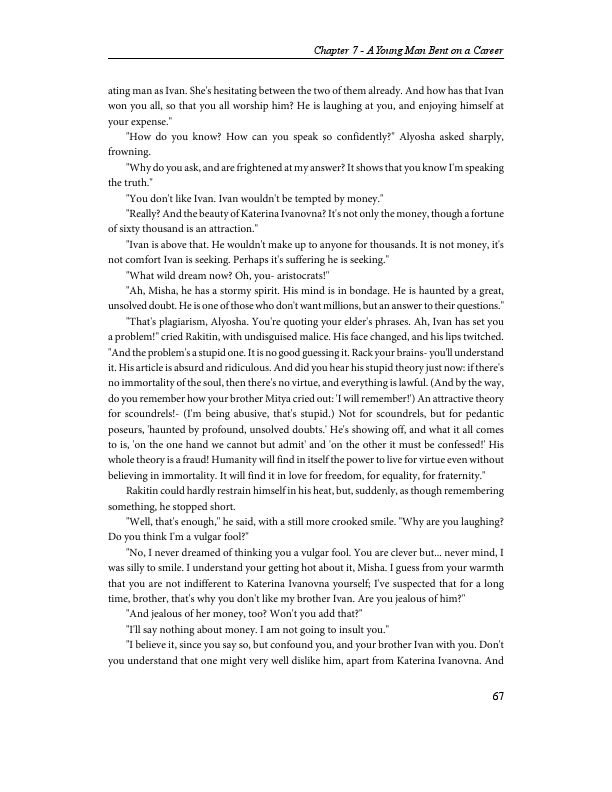 Chapter 7 - A Young Man Bent on a Career
ating man as Ivan. She's hesitating between the two of them already. And how has that Ivan
won you all, so that you all worship him? He is laughing at you, and enjoying himself at
your expense."
"How do you know? How can you speak so confidently?" Alyosha asked sharply,
frowning.
"Why do you ask, and are frightened at my answer? It shows that you know I'm speaking
the truth."
"You don't like Ivan. Ivan wouldn't be tempted by money."
"Really? And the beauty of Katerina Ivanovna? It's not only the money, though a fortune
of sixty thousand is an attraction."
"Ivan is above that. He wouldn't make up to anyone for thousands. It is not money, it's
not comfort Ivan is seeking. Perhaps it's suffering he is seeking."
"What wild dream now? Oh, you- aristocrats!"
"Ah, Misha, he has a stormy spirit. His mind is in bondage. He is haunted by a great,
unsolved doubt. He is one of those who don't want millions, but an answer to their questions."
"That's plagiarism, Alyosha. You're quoting your elder's phrases. Ah, Ivan has set you
a problem!" cried Rakitin, with undisguised malice. His face changed, and his lips twitched.
"And the problem's a stupid one. It is no good guessing it. Rack your brains- you'll understand
it. His article is absurd and ridiculous. And did you hear his stupid theory just now: if there's
no immortality of the soul, then there's no virtue, and everything is lawful. (And by the way,
do you remember how your brother Mitya cried out: 'I will remember!') An attractive theory
for scoundrels!- (I'm being abusive, that's stupid.) Not for scoundrels, but for pedantic
poseurs, 'haunted by profound, unsolved doubts.' He's showing off, and what it all comes
to is, 'on the one hand we cannot but admit' and 'on the other it must be confessed!' His
whole theory is a fraud! Humanity will find in itself the power to live for virtue even without
believing in immortality. It will find it in love for freedom, for equality, for fraternity."
Rakitin could hardly restrain himself in his heat, but, suddenly, as though remembering
something, he stopped short.
"Well, that's enough," he said, with a still more crooked smile. "Why are you laughing?
Do you think I'm a vulgar fool?"
"No, I never dreamed of thinking you a vulgar fool. You are clever but... never mind, I
was silly to smile. I understand your getting hot about it, Misha. I guess from your warmth
that you are not indifferent to Katerina Ivanovna yourself; I've suspected that for a long
time, brother, that's why you don't like my brother Ivan. Are you jealous of him?"
"And jealous of her money, too? Won't you add that?"
"I'll say nothing about money. I am not going to insult you."
"I believe it, since you say so, but confound you, and your brother Ivan with you. Don't
you understand that one might very well dislike him, apart from Katerina Ivanovna. And
67